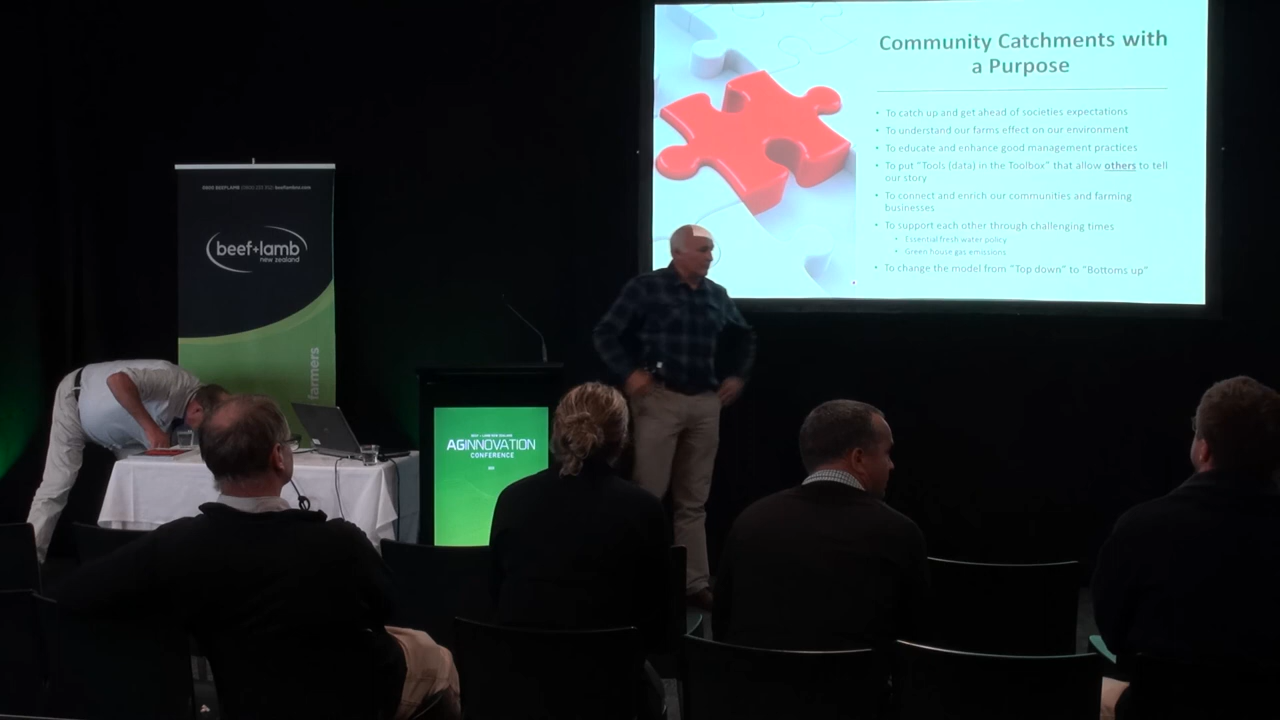 Community Catchments with
a Purpose
• To catch up and get ahead of societies expectations
• To understand our farms effect on our environment
• To educate and enhance good management practices
• To put "Tools (data) in the Toolbox" that allow others to tell
our story
• To connect and enrich our communities and farming
businesses
• To support each other through challenging times
• Essential fresh water policy
• Green house gas emissions
• To change the model from "Top down" to "Bottoms up"
beef+lamb
new zealand
farmers
AGINNOVATION
CONFERENCE